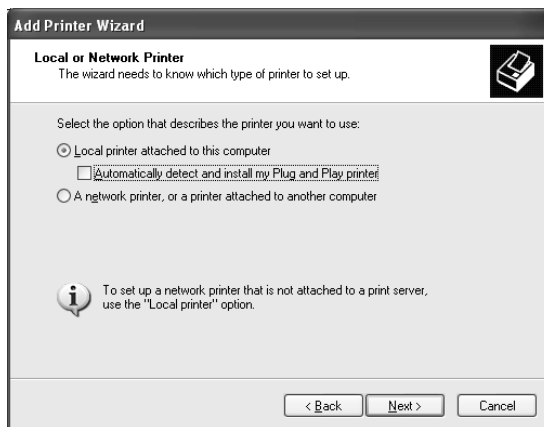 Add Printer Wizard
Local or Network Printer
The wizard needs to know which type of printer to set up.
Select the option that describes the printer you want to use:
Local printer attached to this computer
Automatically detect and install my Plug and Play printer
A network printer, or a printer attached to another computer
To set up a network printer that is not attached to a print server,
use the "Local printer" option.
< Back
Next >
Cancel